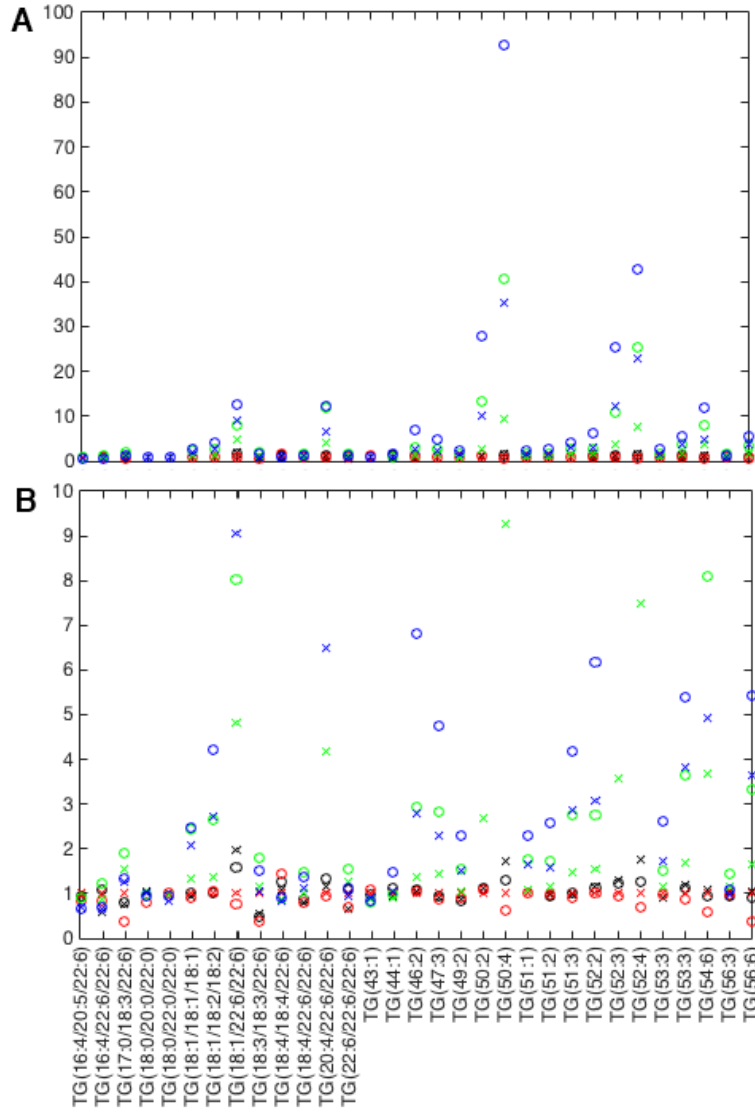 A
100
90
80
70
60
50
40
30
20
10
0
B
10
9
8
7
6
5
4
3
2
1
0
TG(16:4/20:5/22:6)
TG(16:4/22:6/22:6)
TG(17:0/18:3/22:6)
TG(18:0/20:0/22:0)
TG(18:0/22:0/22:0)
TG(18:1/18:1/18:1)
TG(18:1/18:2/18:2)
TG(18:1/22:6/22:6)
TG(18:3/18:3/22:6)
TG(18:4/18:4/22:6)
TG(18:4/22:6/22:6)
TG(20:4/22:6/22:6)
TG(22:6/22:6/22:6)
TG(43:1)
TG(44:1)
TG(46:2)
TG(47:3)
TG(49:2)
TG(50:2)
TG(50:4)
TG(51:1)
TG(51:2)
TG(51:3)
TG(52:2)
TG(52:3)
TG(52:4)
TG(53:3)
TG(53:3)
TG(54:6)
TG(56:3)
TG(56:6)